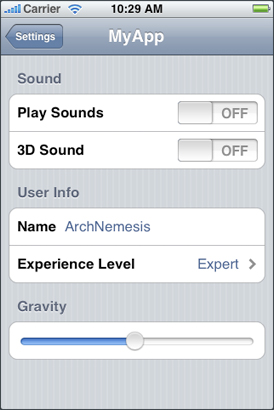 Carrier 10:29 AM
Settings MyApp
Sound
Play Sounds OFF
3D Sound OFF
User Info
Name ArchNemesis
Experience Level Expert
Gravity